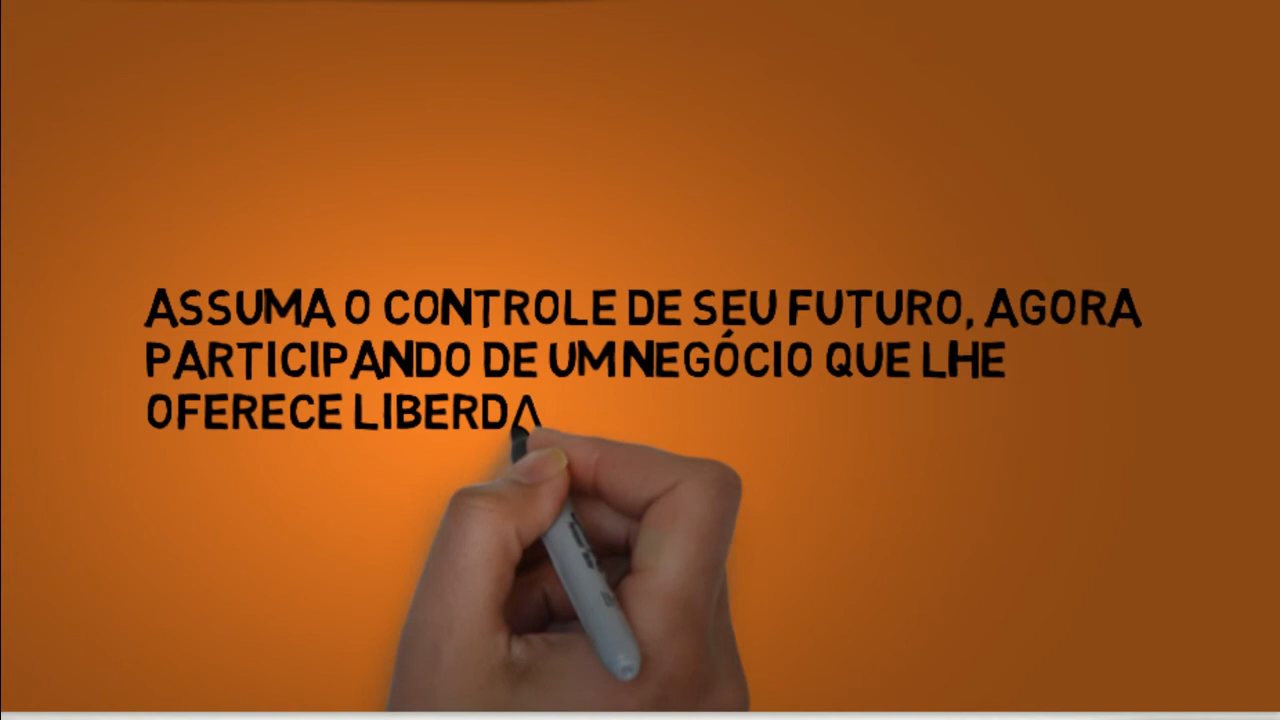 ASSUMA O CONTROLE DE SEU FUTURO, AGORA
PARTICIPANDO DE UM NEGÓCIO QUE LHE
OFERECE LIBERDA